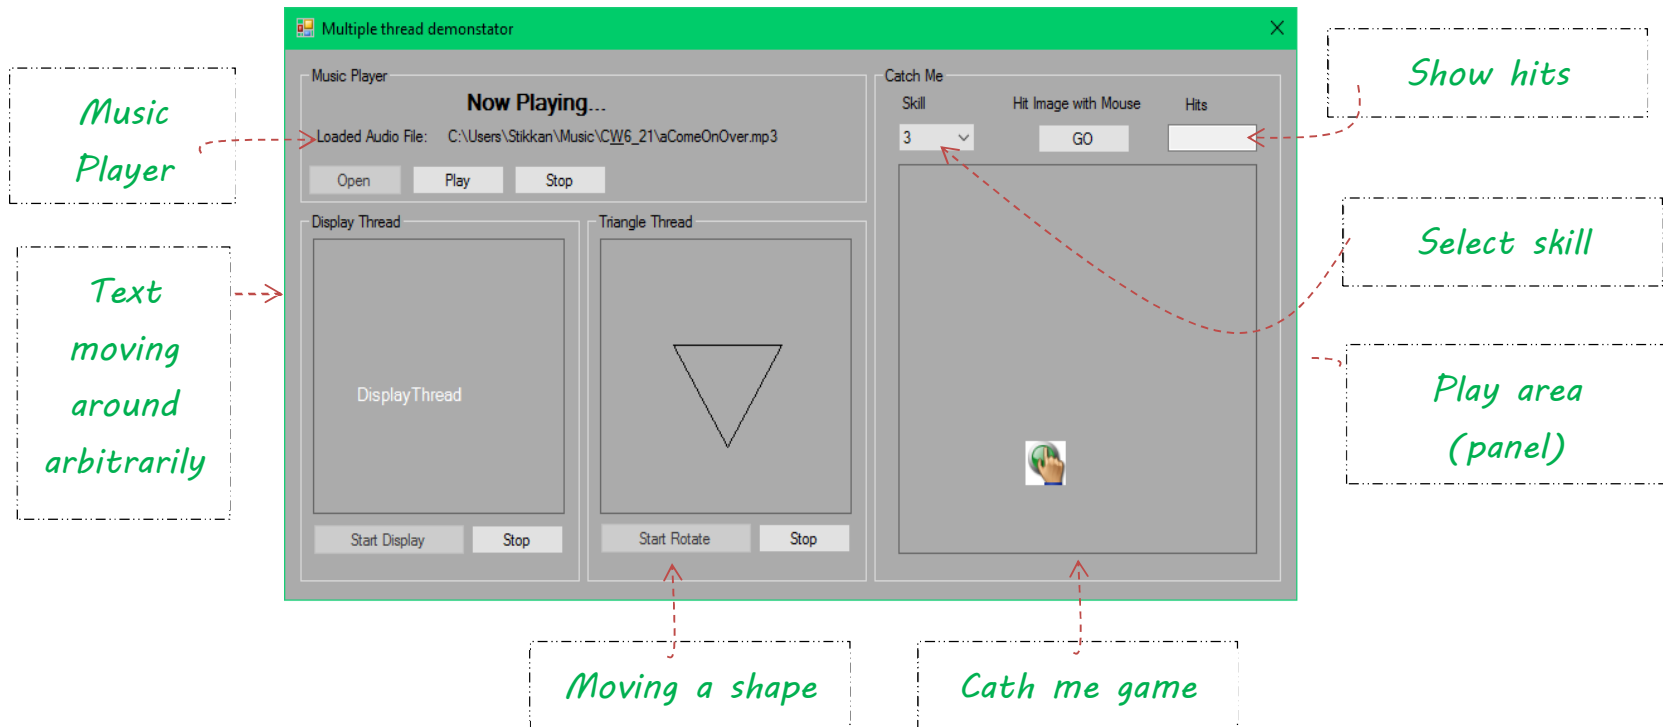 Multiple thread demonstator
Music Player
Now Playing...
Loaded Audio File: C:\Users\Stikkan\Music\CW6_21\aComeOnOver.mp3
Open Play Stop
Display Thread
DisplayThread
Start Display Stop
Triangle Thread
Start Rotate Stop
Catch Me
Skill Hit Image with Mouse Hits
3 GO
Music
Player
Text
moving
around
arbitrarily
Show hits
Select skill
Play area
(panel)
Moving a shape
Cath me game